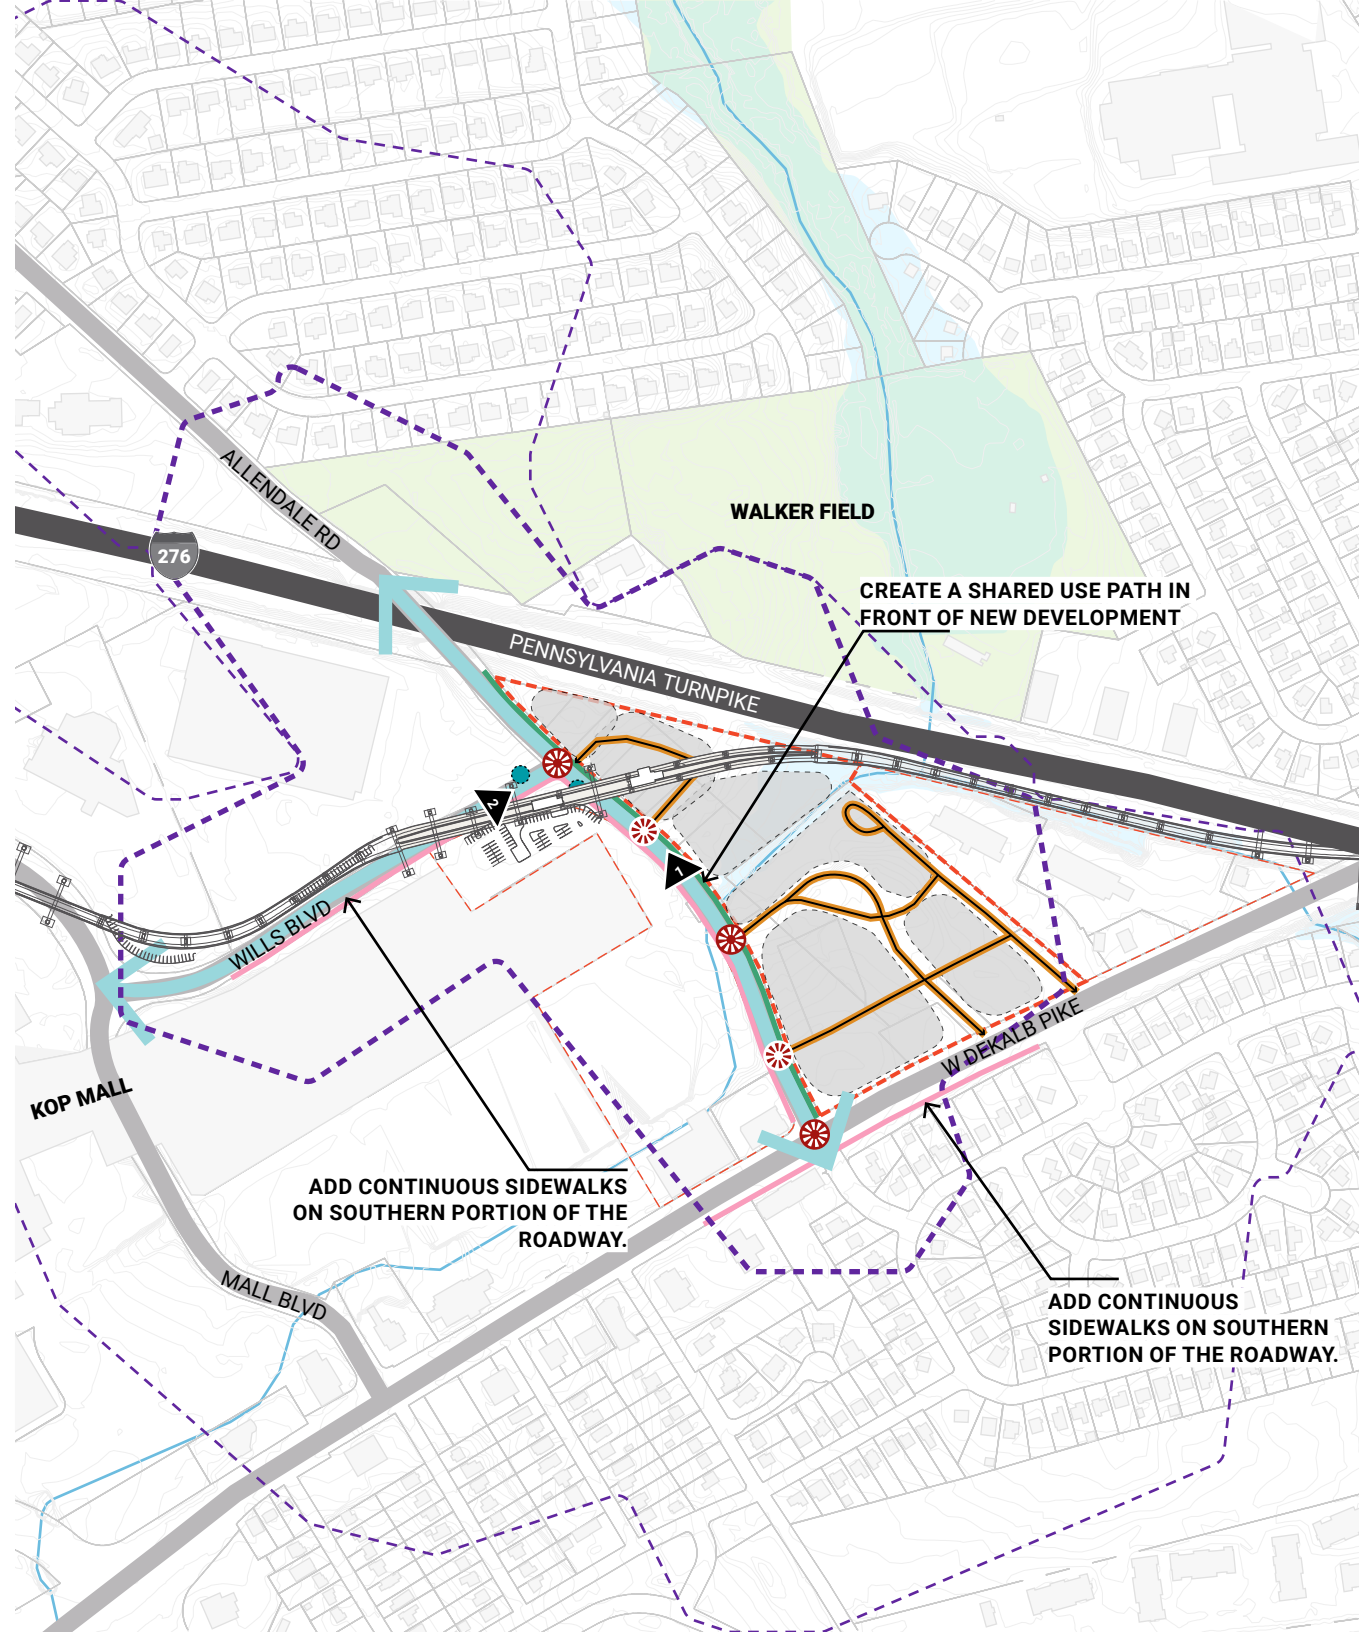 ALLENDALE RD
WALKER FIELD
276
CREATE A SHARED USE PATH IN
FRONT OF NEW DEVELOPMENT
PENNSYLVANIA TURNPIKE
2
1
WILLS BLVD
W DEKALB PIKE
KOP MALL
ADD CONTINUOUS SIDEWALKS
ON SOUTHERN PORTION OF THE
ROADWAY.
MALL BLVD
ADD CONTINUOUS
SIDEWALKS ON SOUTHERN
PORTION OF THE ROADWAY.